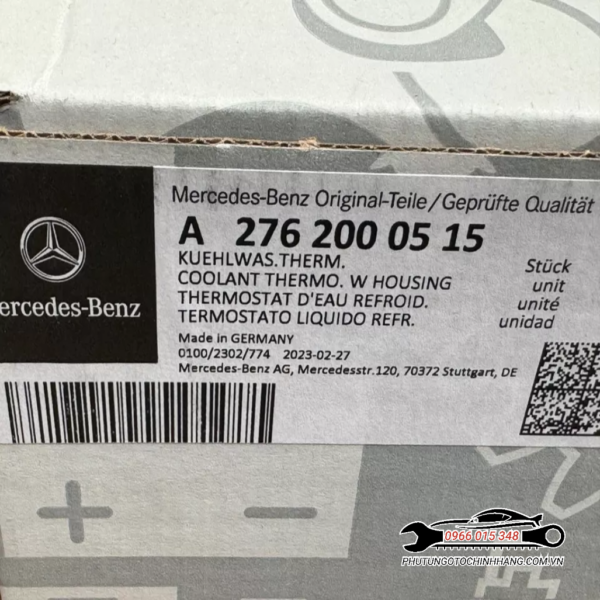 Mercedes-Benz Original-Teile/Geprüfte Qualität
A 276 200 05 15
KUEHLWAS.THERM.
COOLANT THERMO. W HOUSING
THERMOSTAT D'EAU REFROID.
TERMOSTATO LIQUIDO REFR.
Stück
unit
unité
unidad
Made in GERMANY
0100/2302/774 2023-02-27
Mercedes-Benz AG, Mercedesstr.120, 70372 Stuttgart, DE
ercedes-Benz
0966 015 348
PHUTUNGOTOCHINHHANG.COM.VN